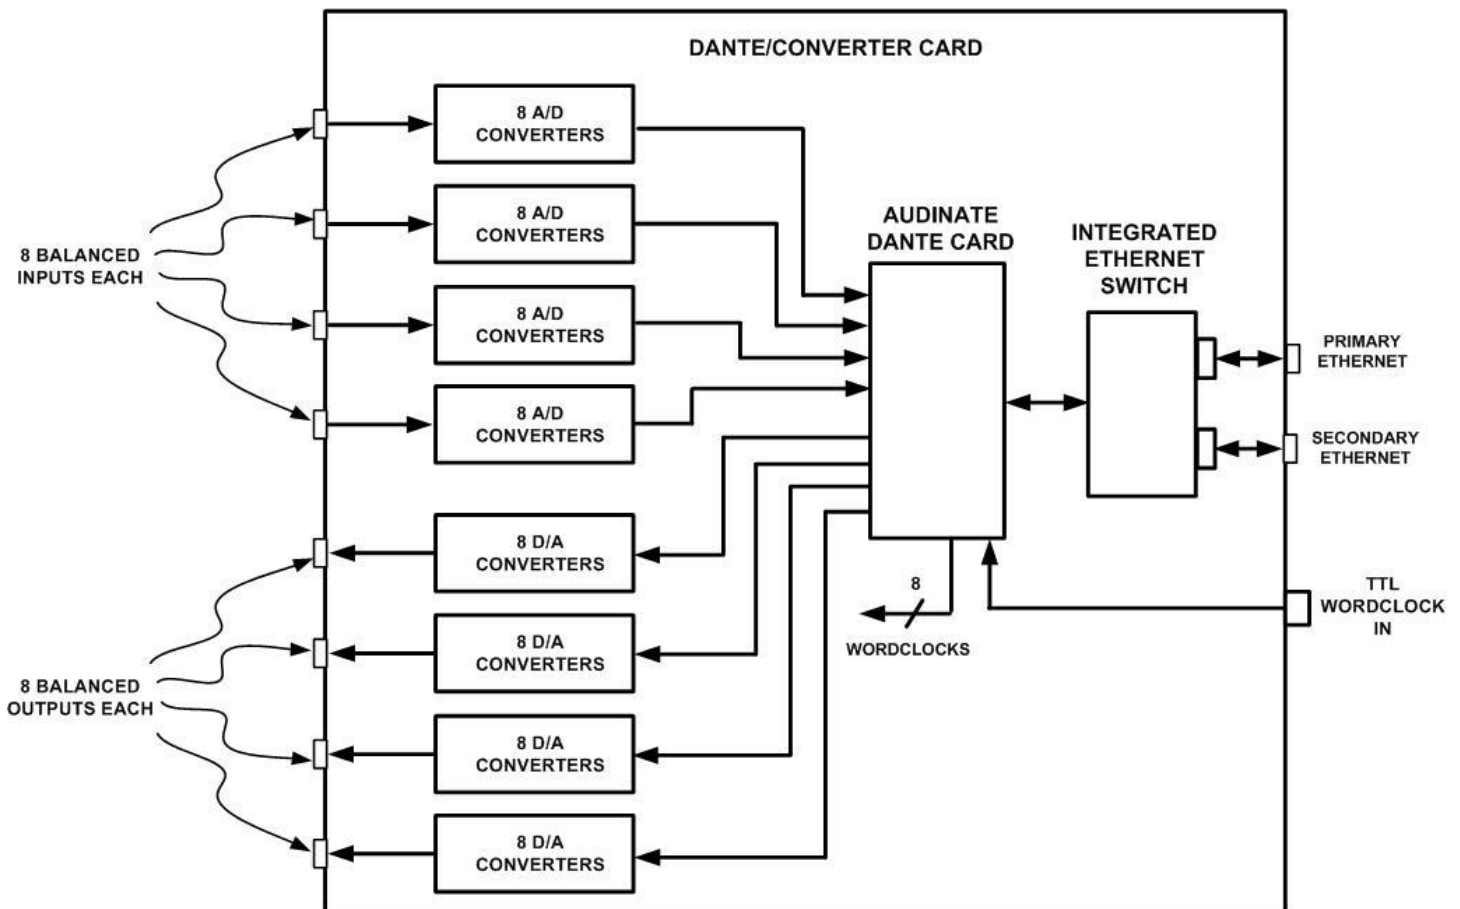 DANTE/CONVERTER CARD
8 A/D
CONVERTERS
8 A/D
CONVERTERS
8 A/D
CONVERTERS
8 A/D
CONVERTERS
8 BALANCED
INPUTS EACH
AUDINATE
DANTE CARD
INTEGRATED
ETHERNET
SWITCH
PRIMARY
ETHERNET
SECONDARY
ETHERNET
8 D/A
CONVERTERS
8 D/A
CONVERTERS
8 D/A
CONVERTERS
8 D/A
CONVERTERS
8 BALANCED
OUTPUTS EACH
8
WORDCLOCKS
TTL
WORDCLOCK
IN